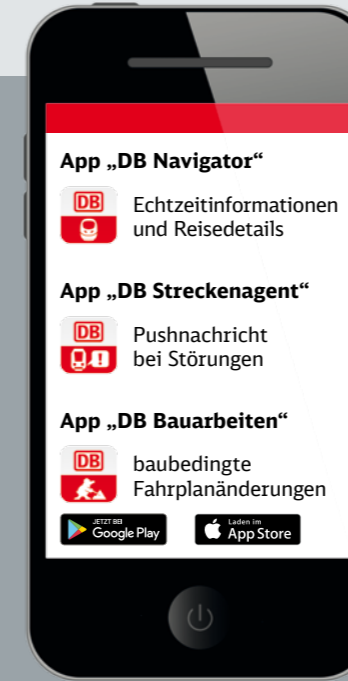 App „DB Navigator“
DB
Echtzeitinformationen
und Reisedetails
App „DB Streckenagent“
DB
Pushnachricht
bei Störungen
App „DB Bauarbeiten“
DB
baubedingte
Fahrplanänderungen
JETZT BEI
Google Play
Laden im
App Store